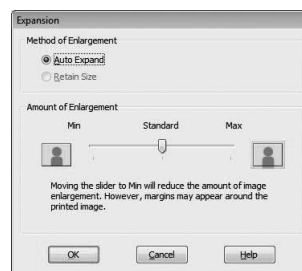 Expansion
Method of Enlargement
Auto Expand
Retain Size
Amount of Enlargement
Min Standard Max
Moving the slider to Min will reduce the amount of image
enlargement. However, margins may appear around the
printed image.
OK Cancel Help